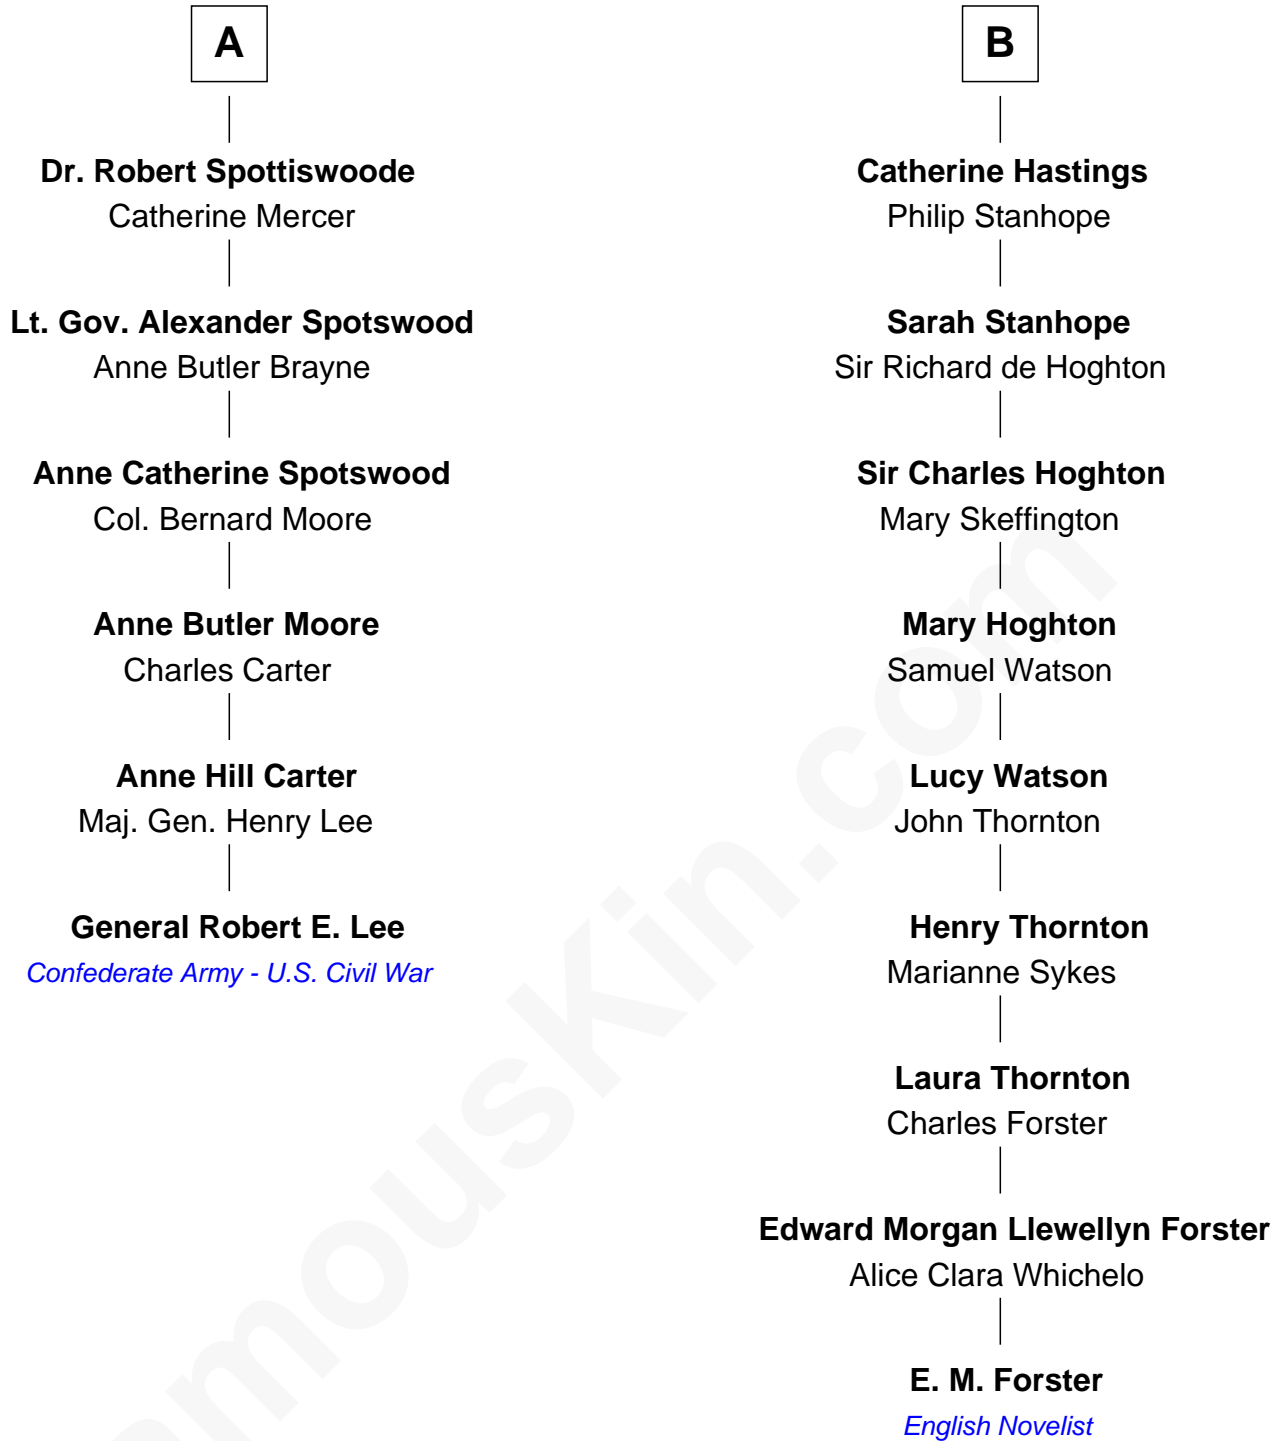 A
Dr. Robert Spottiswoode
Catherine Mercer
Lt. Gov. Alexander Spotswood
Anne Butler Brayne
Anne Catherine Spotswood
Col. Bernard Moore
Anne Butler Moore
Charles Carter
Anne Hill Carter
Maj. Gen. Henry Lee
General Robert E. Lee
Confederate Army - U.S. Civil War
B
Catherine Hastings
Philip Stanhope
Sarah Stanhope
Sir Richard de Hoghton
Sir Charles Hoghton
Mary Skeffington
Mary Hoghton
Samuel Watson
Lucy Watson
John Thornton
Henry Thornton
Marianne Sykes
Laura Thornton
Charles Forster
Edward Morgan Llewellyn Forster
Alice Clara Whichelo
E. M. Forster
English Novelist
amouskin.com